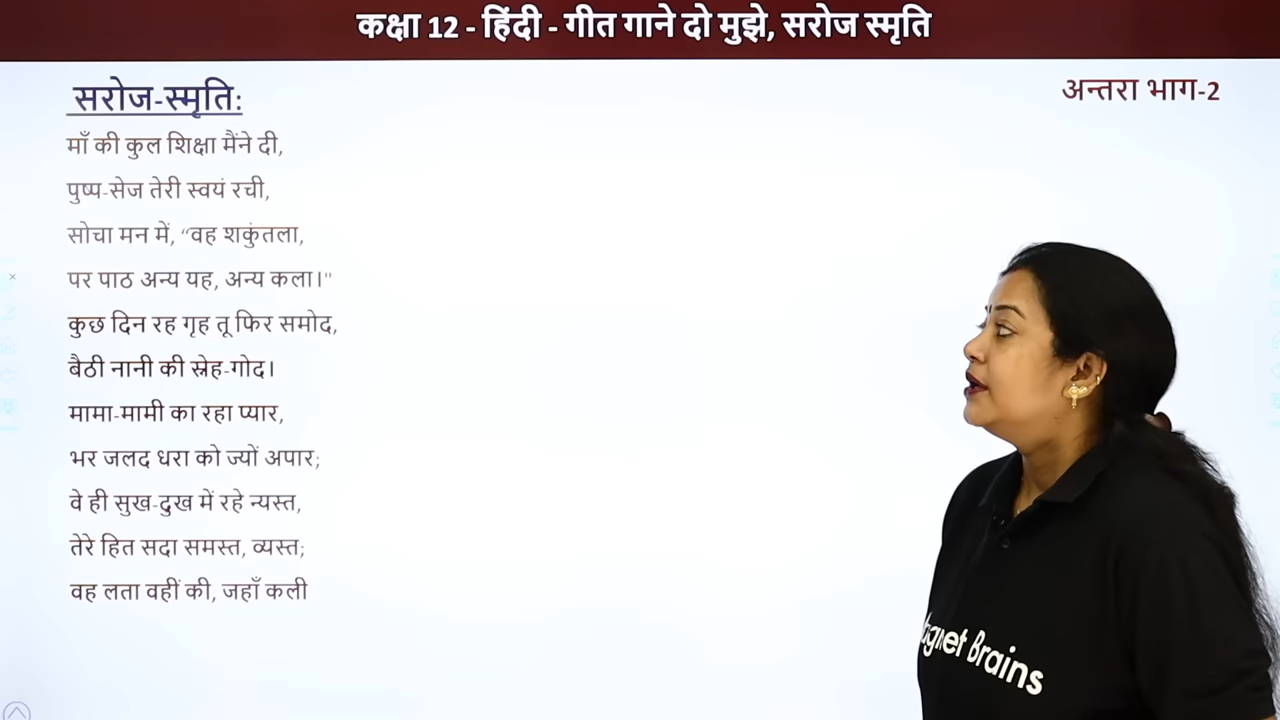 कक्षा 12 - हिंदी - गीत गाने दो मुझे, सरोज स्मृति
सरोज-स्मृति:
अन्तरा भाग-2
माँ की कुल शिक्षा मैंने दी,
पुष्प-सेज तेरी स्वयं रची,
सोचा मन में, “वह शकुंतला,
पर पाठ अन्य यह, अन्य कला।"
कुछ दिन रह गृह तू फिर समोद,
बैठी नानी की स्नेह-गोद।
मामा-मामी का रहा प्यार,
भर जलद धरा को ज्यों अपार;
वे ही सुख-दुख में रहे न्यस्त,
तेरे हित सदा समस्त, व्यस्त;
वह लता वहीं की, जहाँ कली
gnet Brains